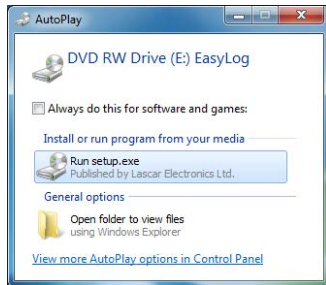 AutoPlay
DVD RW Drive (E:) EasyLog
Always do this for software and games:
Install or run program from your media
Run setup.exe
Published by Lascar Electronics Ltd.
General options
Open folder to view files
using Windows Explorer
View more AutoPlay options in Control Panel